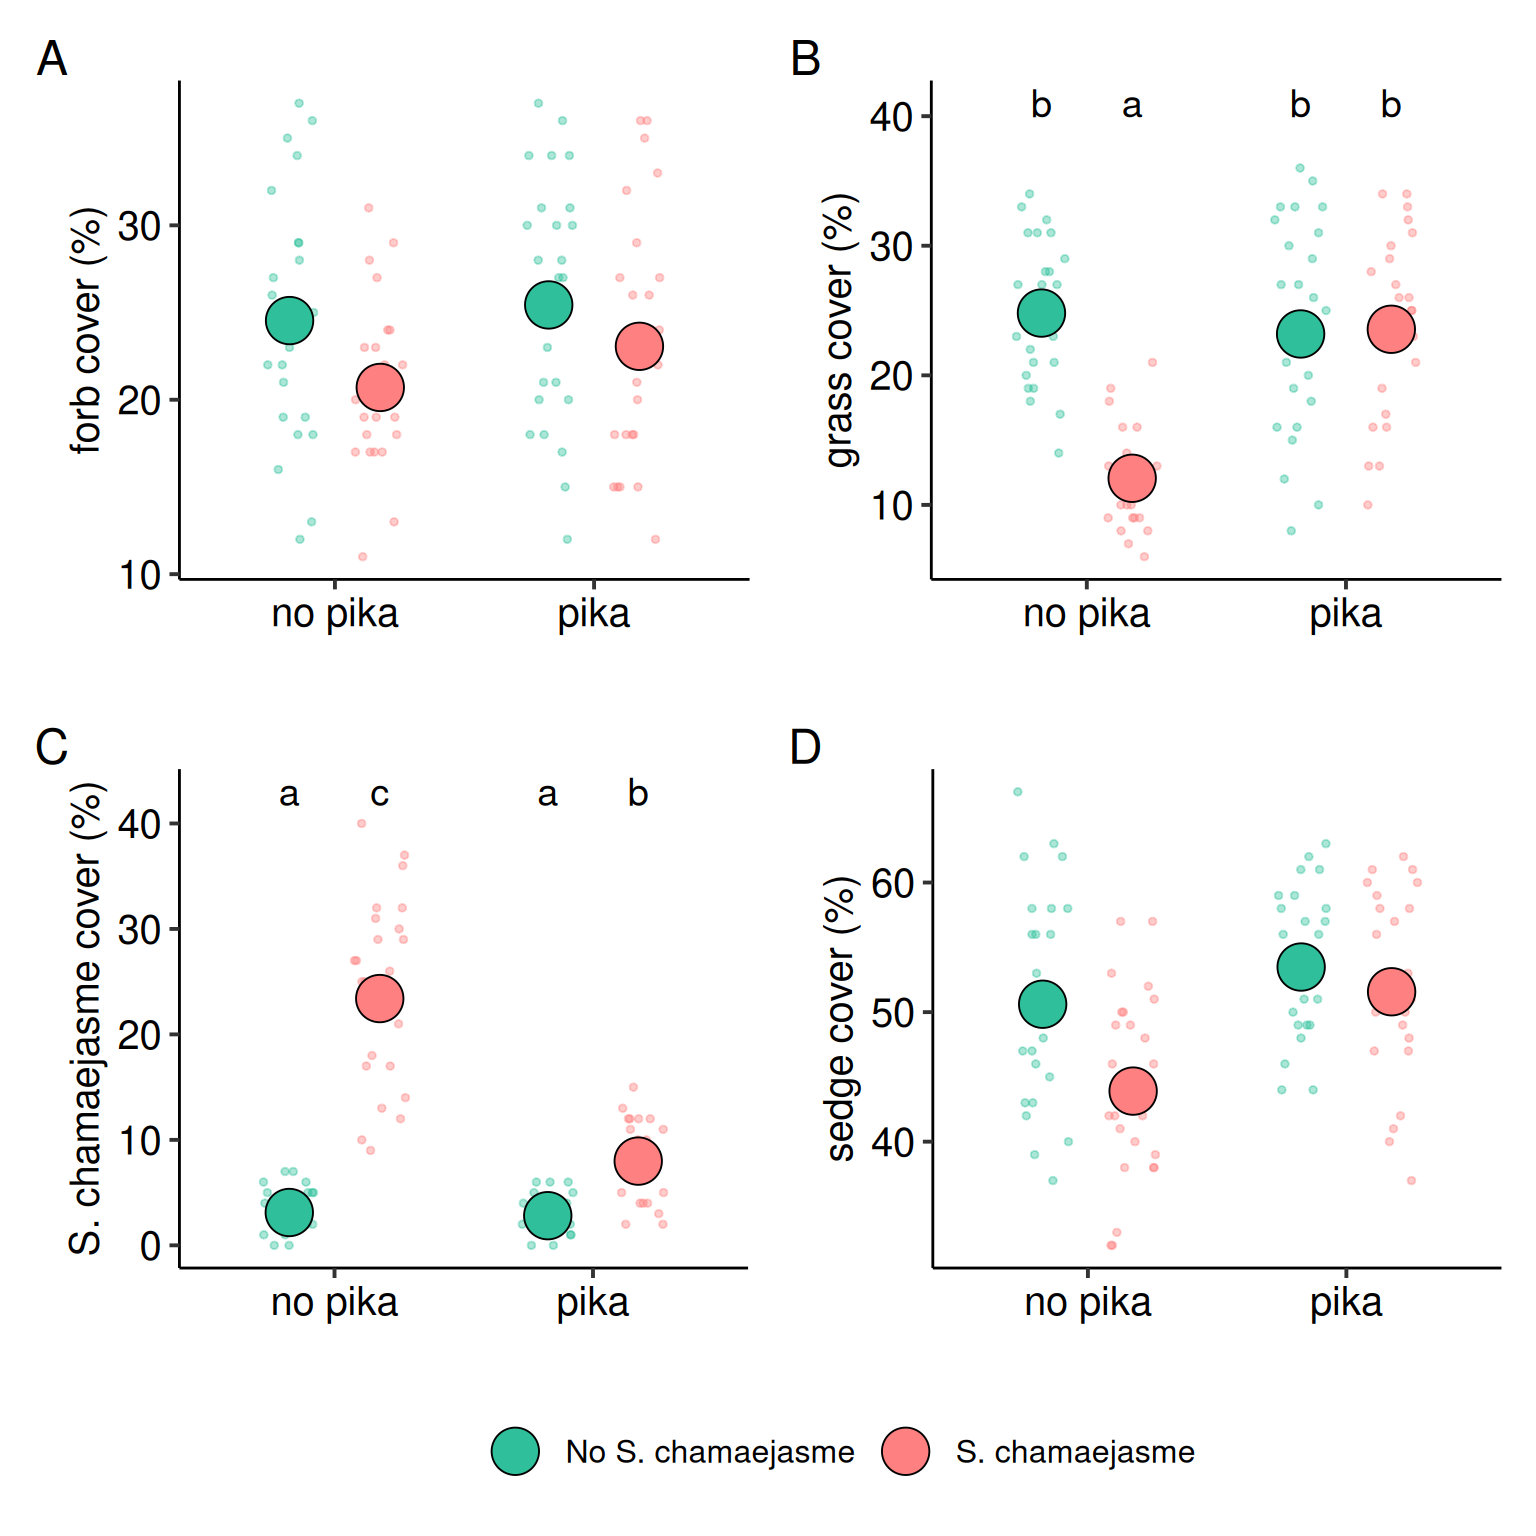 A
forb cover (%)
30
20
10
no pika
pika
B
grass cover (%)
40
30
20
10
b
a
b
b
no pika
pika
C
S. chamaejasme cover (%)
40
30
20
10
0
a
c
a
b
no pika
pika
D
sedge cover (%)
60
50
40
no pika
pika
No S. chamaejasme
S. chamaejasme